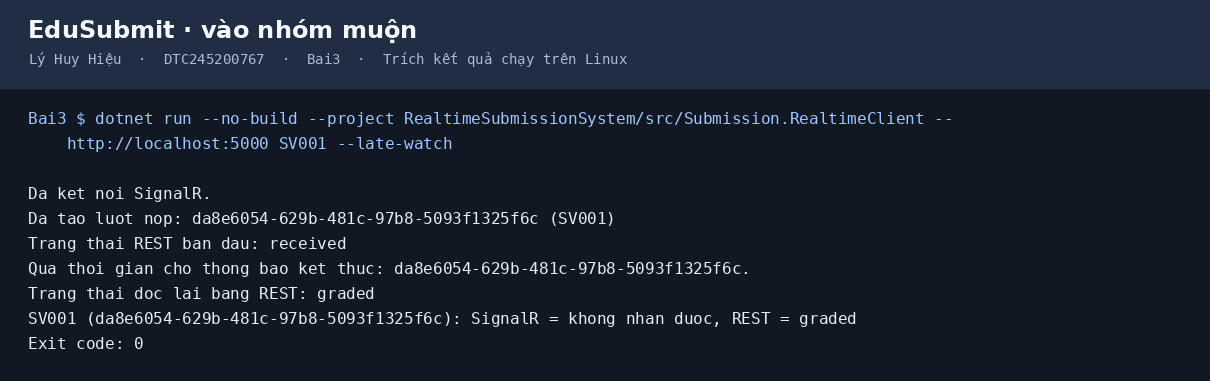 EduSubmit · vào nhóm muộn
Lý Huy Hiệu · DTC245200767 · Bai3 · Trích kết quả chạy trên Linux
Bai3 $ dotnet run --no-build --project RealtimeSubmissionSystem/src/Submission.RealtimeClient --
http://localhost:5000 SV001 --late-watch
Da ket noi SignalR.
Da tao luot nop: da8e6054-629b-481c-97b8-5093f1325f6c (SV001)
Trang thai REST ban dau: received
Qua thoi gian cho thong bao ket thuc: da8e6054-629b-481c-97b8-5093f1325f6c.
Trang thai doc lai bang REST: graded
SV001 (da8e6054-629b-481c-97b8-5093f1325f6c): SignalR = khong nhan duoc, REST = graded
Exit code: 0